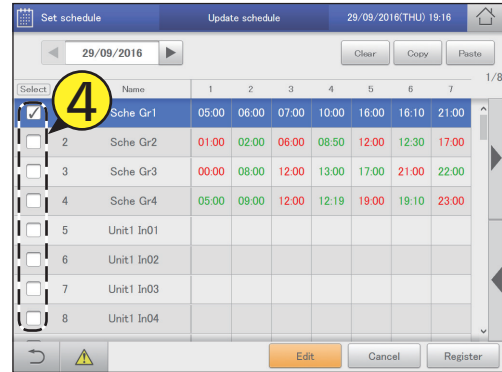 Set schedule Update schedule 29/09/2016(THU) 19:16
29/09/2016 Clear Copy Paste
1/8
Select Name 1 2 3 4 5 6 7
4
Sche Gr1 05:00 06:00 07:00 10:00 16:00 16:10 21:00
2 Sche Gr2 01:00 02:00 06:00 08:50 12:00 12:30 17:00
3 Sche Gr3 00:00 08:00 12:00 13:00 17:00 21:00 22:00
4 Sche Gr4 05:00 09:00 12:00 12:19 19:00 19:10 23:00
5 Unit1 In01
6 Unit1 In02
7 Unit1 In03
8 Unit1 In04
Edit Cancel Register